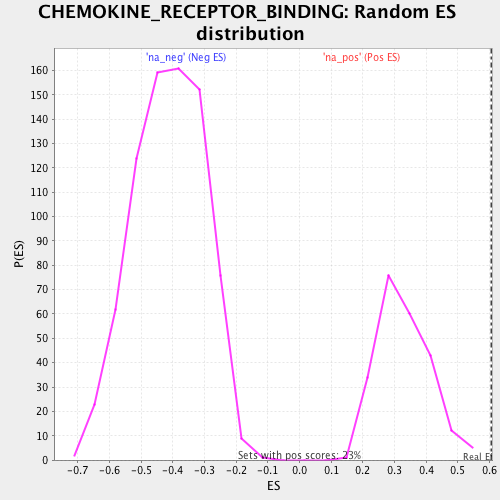 CHEMOKINE_RECEPTOR_BINDING: Random ES
distribution
'na_neg' (Neg ES)
'na_pos' (Pos ES)
160
150
140
130
120
110
100
90
80
70
60
50
40
30
20
10
0
P(ES)
Sets with pos scores: 23%
Real E
-0.7 -0.6 -0.5 -0.4 -0.3 -0.2 -0.1 0.0 0.1 0.2 0.3 0.4 0.5 0.6
ES